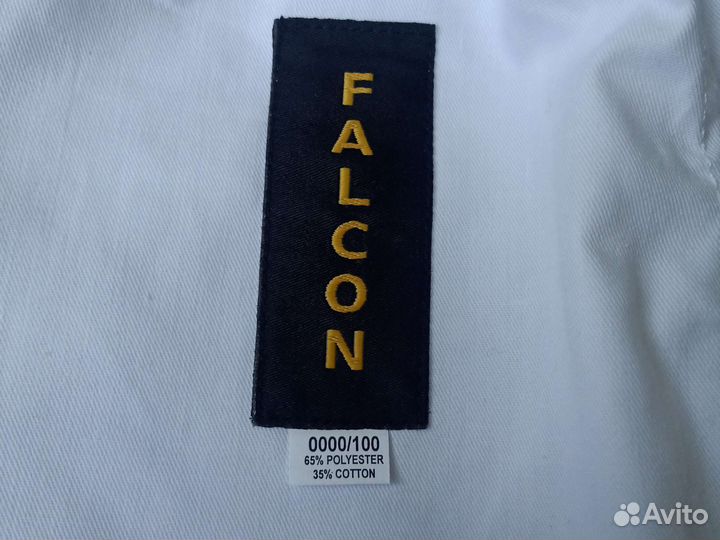 FALCON
0000/100
65% POLYESTER
35% COTTON
Avito